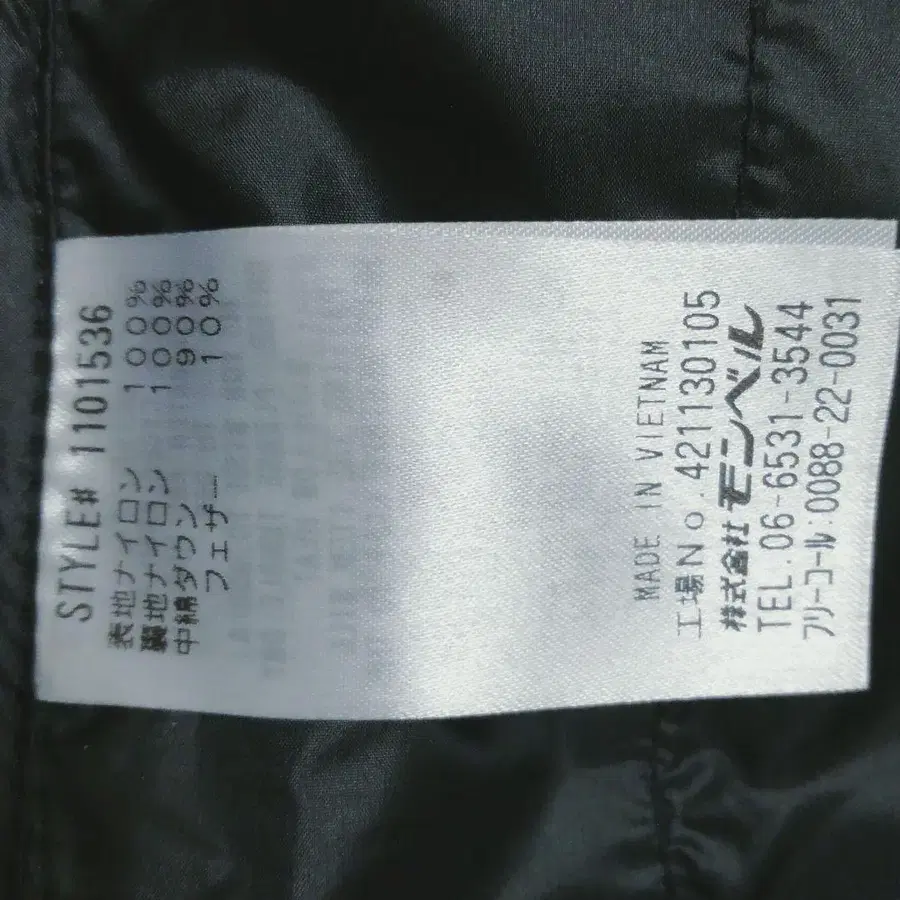 STYLE# 1101536
表地ナイロン 100%
裏地ナイロン 100%
中綿ダウン 90%
フェザー 10%
MADE IN VIETNAM
工場No.421130105
株式会社モンベル
TEL.06-6531-3544
フリーコール:0088-22-0031